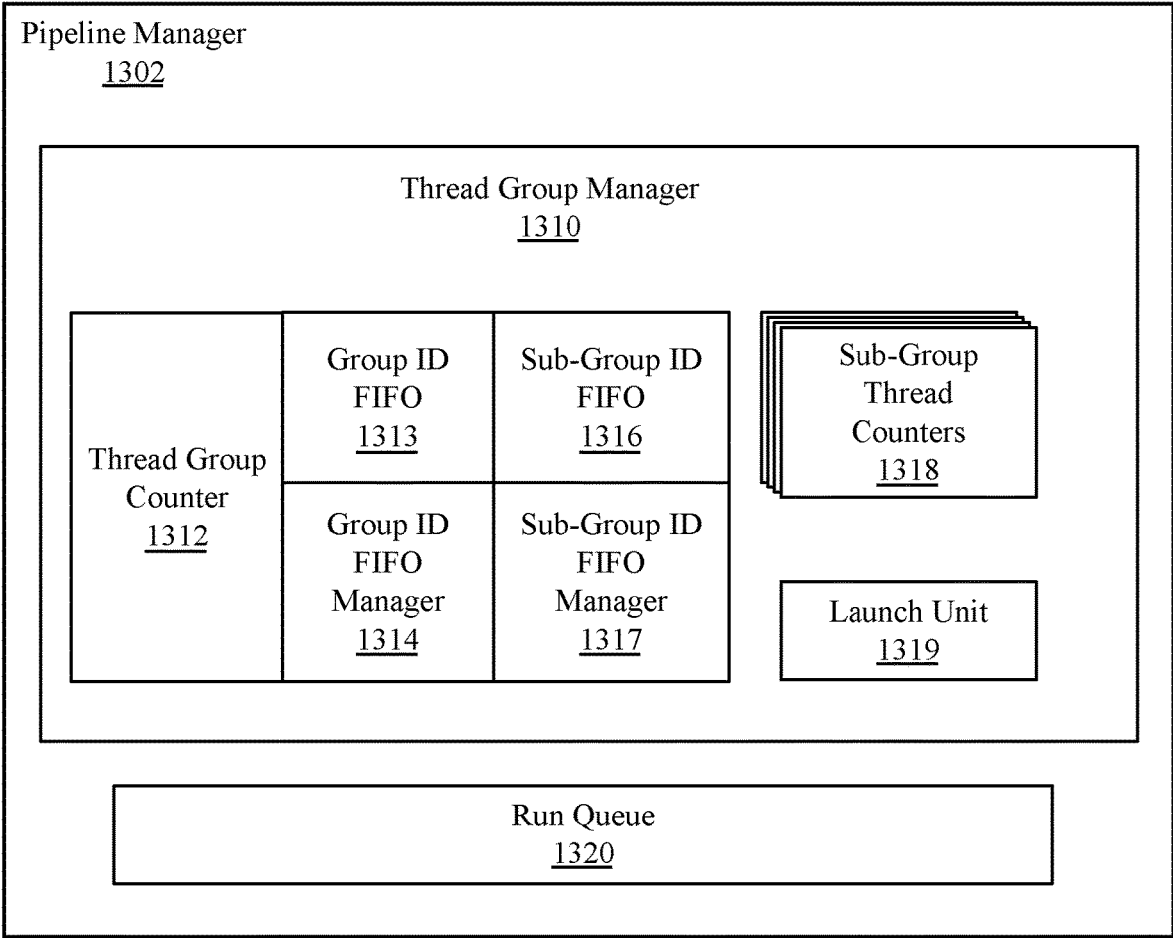 Pipeline Manager
1302
Thread Group Manager
1310
Thread Group
Counter
1312
Group ID
FIFO
1313
Sub-Group ID
FIFO
1316
Group ID
FIFO
Manager
1314
Sub-Group ID
FIFO
Manager
1317
Sub-Group
Thread
Counters
1318
Launch Unit
1319
Run Queue
1320